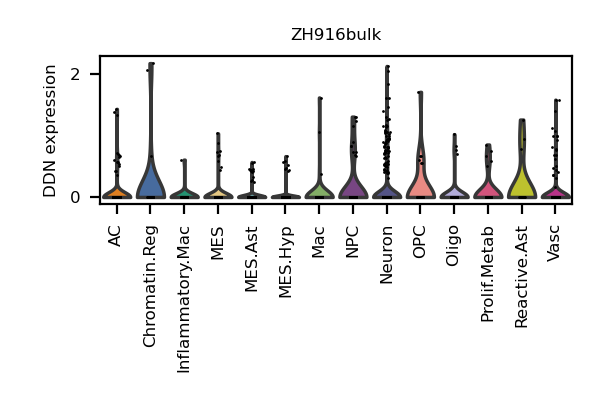 ZH916bulk
DDN expression
2
0
AC
Chromatin.Reg
Inflammatory.Mac
MES
MES.Ast
MES.Hyp
Mac
NPC
Neuron
OPC
Oligo
Prolif.Metab
Reactive.Ast
Vasc